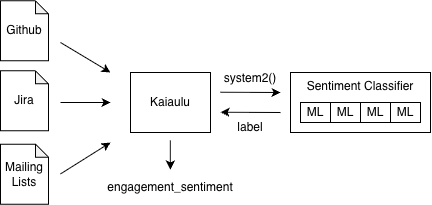 Github
Jira
Mailing
Lists
Kaiaulu
system2()
label
Sentiment Classifier
ML ML ML ML
engagement_sentiment